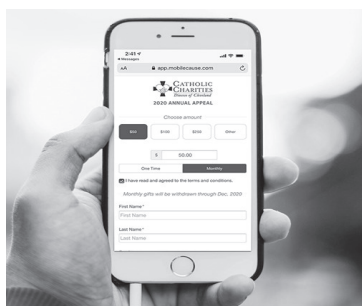 2:41
Messages
AA app.mobilecause.com
CATHOLIC
CHARITIES
Diocese of Cleveland
2020 ANNUAL APPEAL
Choose amount
$50 $100 $250 Other
$ 50.00
One Time Monthly
I have read and agreed to the terms and conditions.
Monthly gifts will be withdrawn through Dec, 2020
First Name*
First Name
Last Name*
Last Name